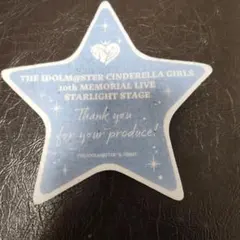 THE IDOLM@STER CINDERELLA GIRLS
10th MEMORIAL LIVE
STARLIGHT STAGE
Thank you
for your produce!